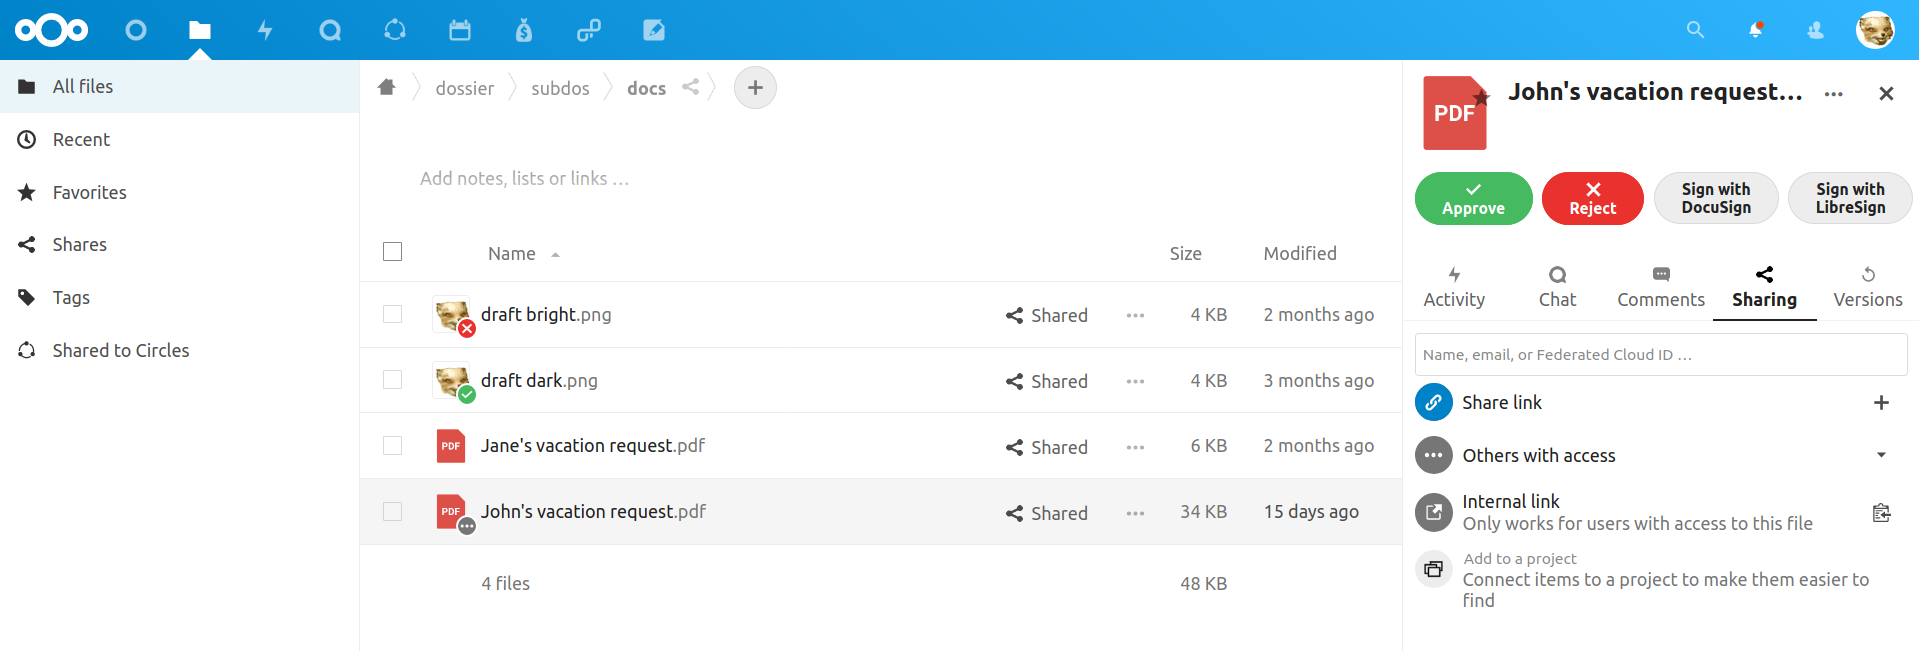 All files
Recent
Favorites
Shares
Tags
Shared to Circles
dossier
subdos
docs
+
Add notes, lists or links …
Name
Size
Modified
draft bright.png
Shared
4 KB
2 months ago
draft dark.png
Shared
4 KB
3 months ago
PDF
Jane's vacation request.pdf
Shared
6 KB
2 months ago
PDF
John's vacation request.pdf
Shared
34 KB
15 days ago
4 files
48 KB
PDF
John's vacation request…
Approve
Reject
Sign with
DocuSign
Sign with
LibreSign
Activity
Chat
Comments
Sharing
Versions
Name, email, or Federated Cloud ID …
Share link
Others with access
Internal link
Only works for users with access to this file
Add to a project
Connect items to a project to make them easier to
find